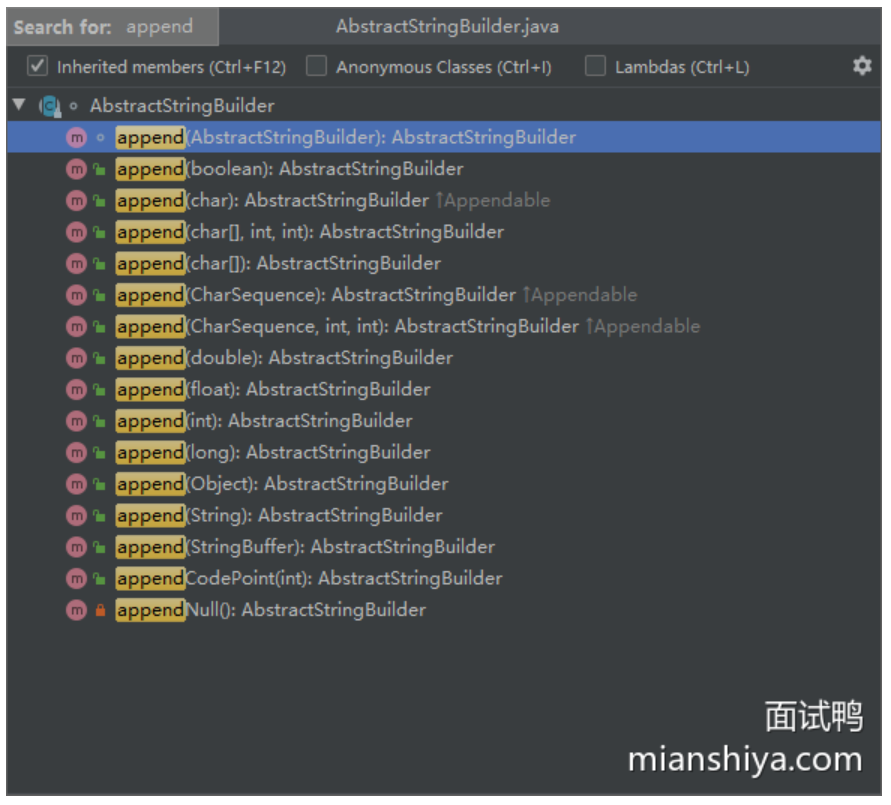 Search for: append AbstractStringBuilder.java
Inherited members (Ctrl+F12) Anonymous Classes (Ctrl+I) Lambdas (Ctrl+L)
AbstractStringBuilder
append(AbstractStringBuilder): AbstractStringBuilder
append(boolean): AbstractStringBuilder
append(char): AbstractStringBuilder ↑Appendable
append(char[], int, int): AbstractStringBuilder
append(char[]): AbstractStringBuilder
append(CharSequence): AbstractStringBuilder ↑Appendable
append(CharSequence, int, int): AbstractStringBuilder ↑Appendable
append(double): AbstractStringBuilder
append(float): AbstractStringBuilder
append(int): AbstractStringBuilder
append(long): AbstractStringBuilder
append(Object): AbstractStringBuilder
append(String): AbstractStringBuilder
append(StringBuffer): AbstractStringBuilder
appendCodePoint(int): AbstractStringBuilder
appendNull(): AbstractStringBuilder
面试鸭
mianshiya.com